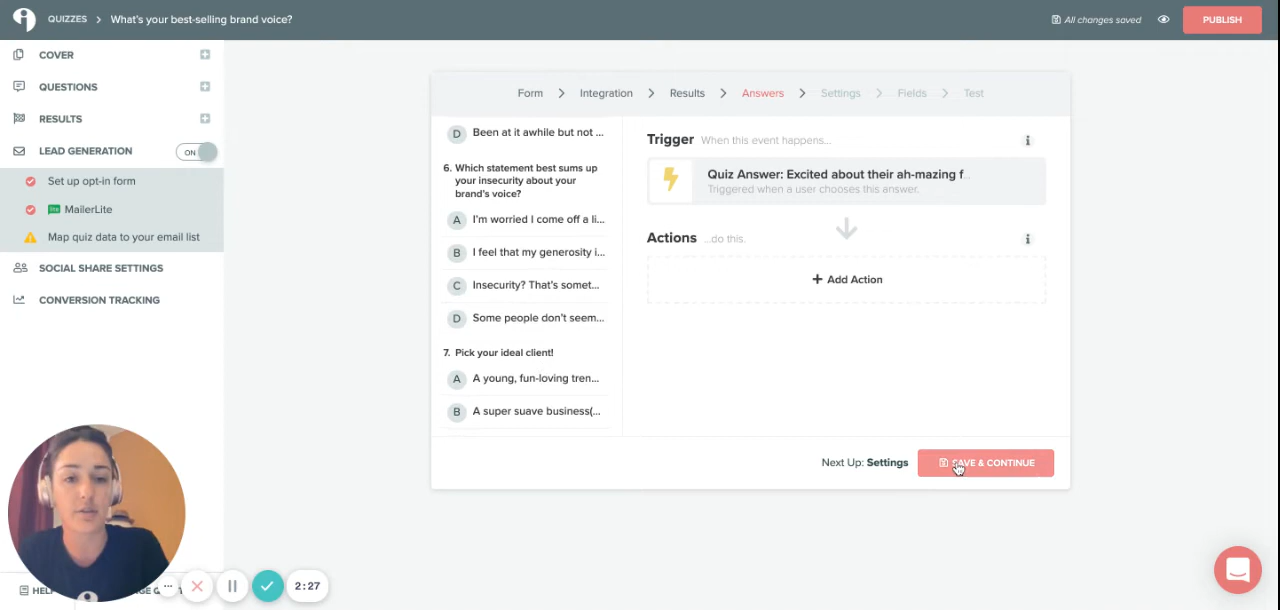 QUIZZES > What's your best-selling brand voice?
All changes saved
PUBLISH
COVER
QUESTIONS
RESULTS
LEAD GENERATION
ON
Set up opt-in form
MailerLite
Map quiz data to your email list
SOCIAL SHARE SETTINGS
CONVERSION TRACKING
Form > Integration > Results > Answers > Settings > Fields > Test
D Been at it awhile but not ...
6. Which statement best sums up
your insecurity about your
brand's voice?
A I'm worried I come off a li...
B I feel that my generosity i...
C Insecurity? That's somet...
D Some people don't seem...
7. Pick your ideal client!
A A young, fun-loving tren...
B A super suave business(...
Trigger When this event happens...
Quiz Answer: Excited about their ah-mazing f...
Triggered when a user chooses this answer.
Actions ...do this.
+ Add Action
Next Up: Settings
SAVE & CONTINUE
2:27